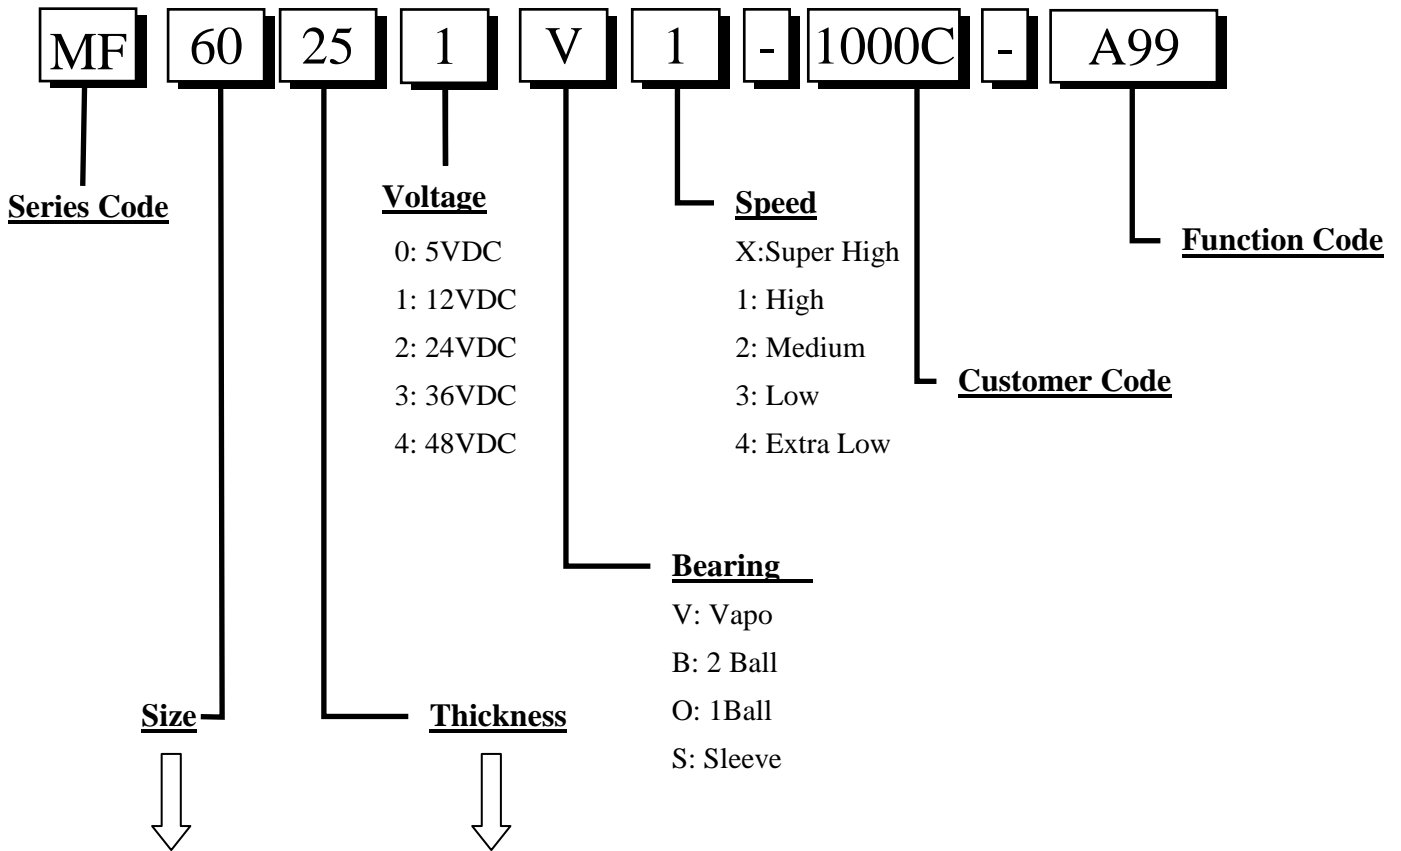 MF 60 25 1 V 1 - 1000C - A99
Series Code
Voltage
0: 5VDC
1: 12VDC
2: 24VDC
3: 36VDC
4: 48VDC
Speed
X:Super High
1: High
2: Medium
3: Low
4: Extra Low
Function Code
Customer Code
Bearing
V: Vapo
B: 2 Ball
O: 1Ball
S: Sleeve
Size
Thickness